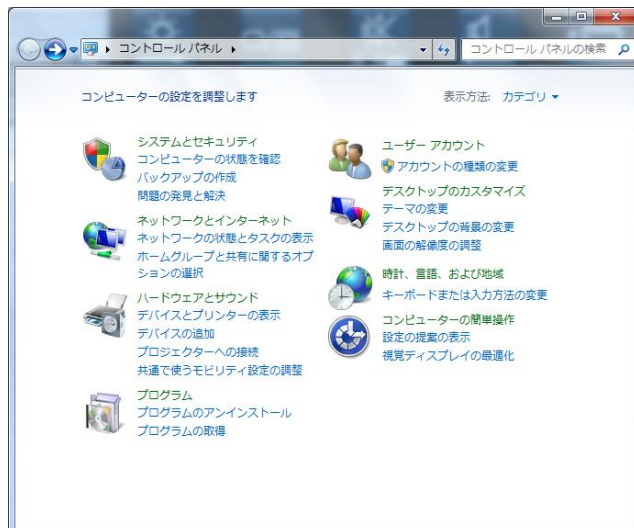 コントロール パネル
コントロール パネルの検索
コンピューターの設定を調整します
表示方法: カテゴリ
システムとセキュリティ
コンピューターの状態を確認
バックアップの作成
問題の発見と解決
ネットワークとインターネット
ネットワークの状態とタスクの表示
ホームグループと共有に関するオプ
ションの選択
ハードウェアとサウンド
デバイスとプリンターの表示
デバイスの追加
プロジェクターへの接続
共通で使うモビリティ設定の調整
プログラム
プログラムのアンインストール
プログラムの取得
ユーザー アカウント
アカウントの種類の変更
デスクトップのカスタマイズ
テーマの変更
デスクトップの背景の変更
画面の解像度の調整
時計、言語、および地域
キーボードまたは入力方法の変更
コンピューターの簡単操作
設定の提案の表示
視覚ディスプレイの最適化